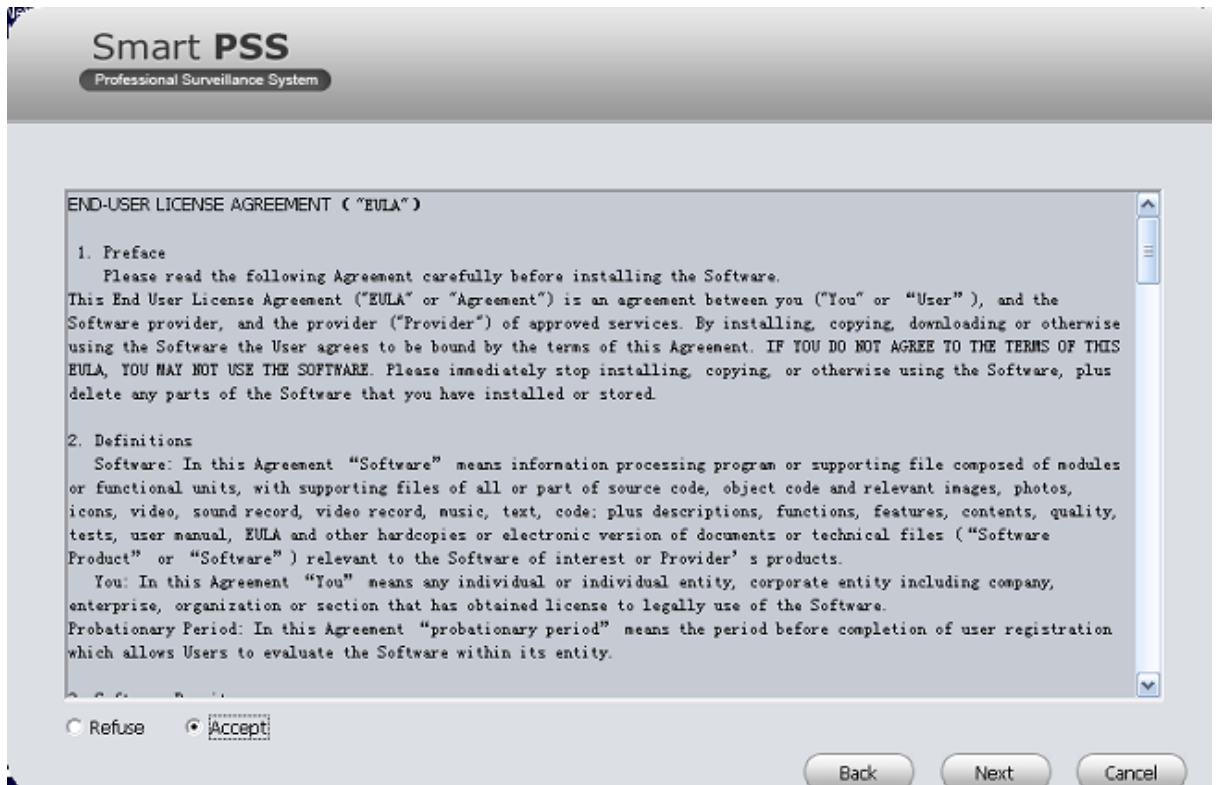 Smart PSS
Professional Surveillance System
END-USER LICENSE AGREEMENT ( "EULA" )
1. Preface
Please read the following Agreement carefully before installing the Software.
This End User License Agreement ("EULA" or "Agreement") is an agreement between you ("You" or “User” ), and the
Software provider, and the provider ("Provider") of approved services. By installing, copying, downloading or otherwise
using the Software the User agrees to be bound by the terms of this Agreement. IF YOU DO NOT AGREE TO THE TERMS OF THIS
EULA, YOU MAY NOT USE THE SOFTWARE. Please immediately stop installing, copying, or otherwise using the Software, plus
delete any parts of the Software that you have installed or stored.
2. Definitions
Software: In this Agreement “Software” means information processing program or supporting file composed of modules
or functional units, with supporting files of all or part of source code, object code and relevant images, photos,
icons, video, sound record, video record, music, text, code; plus descriptions, functions, features, contents, quality,
tests, user manual, EULA and other hardcopies or electronic version of documents or technical files ( “Software
Product” or “Software” ) relevant to the Software of interest or Provider’ s products.
You: In this Agreement “You” means any individual or individual entity, corporate entity including company,
enterprise, organization or section that has obtained license to legally use of the Software.
Probationary Period: In this Agreement “probationary period” means the period before completion of user registration
which allows Users to evaluate the Software within its entity.
Refuse Accept
Back Next Cancel